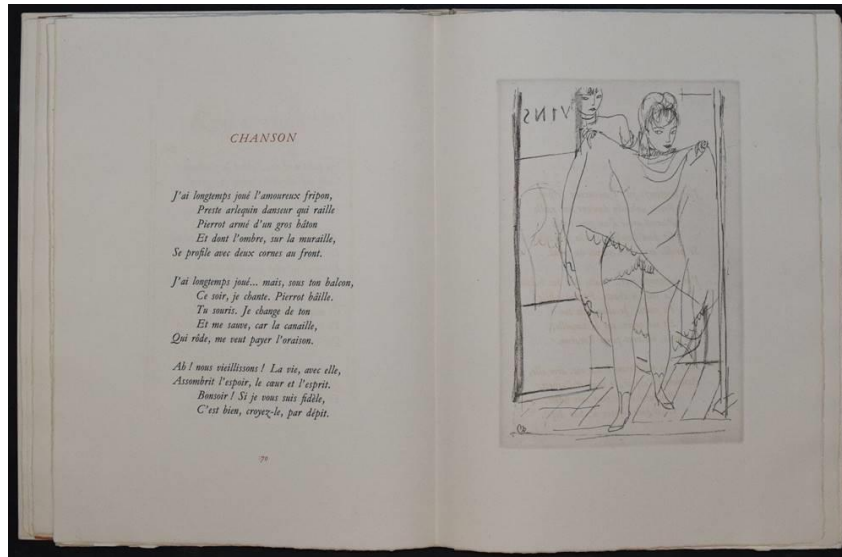 CHANSON
J'ai longtemps joué l'amoureux fripon,
Preste arlequin danseur qui raille
Pierrot armé d'un gros bâton
Et dont l'ombre, sur la muraille,
Se profile avec deux cornes au front.
J'ai longtemps joué... mais, sous ton balcon,
Ce soir, je chante. Pierrot bâille.
Tu souris. Je change de ton
Et me sauve, car la canaille,
Qui rôde, me veut payer l'oraison.
Ah ! nous vieillissons ! La vie, avec elle,
Assombrit l'espoir, le cœur et l'esprit.
Bonsoir ! Si je vous suis fidèle,
C'est bien, croyez-le, par dépit.
VINS